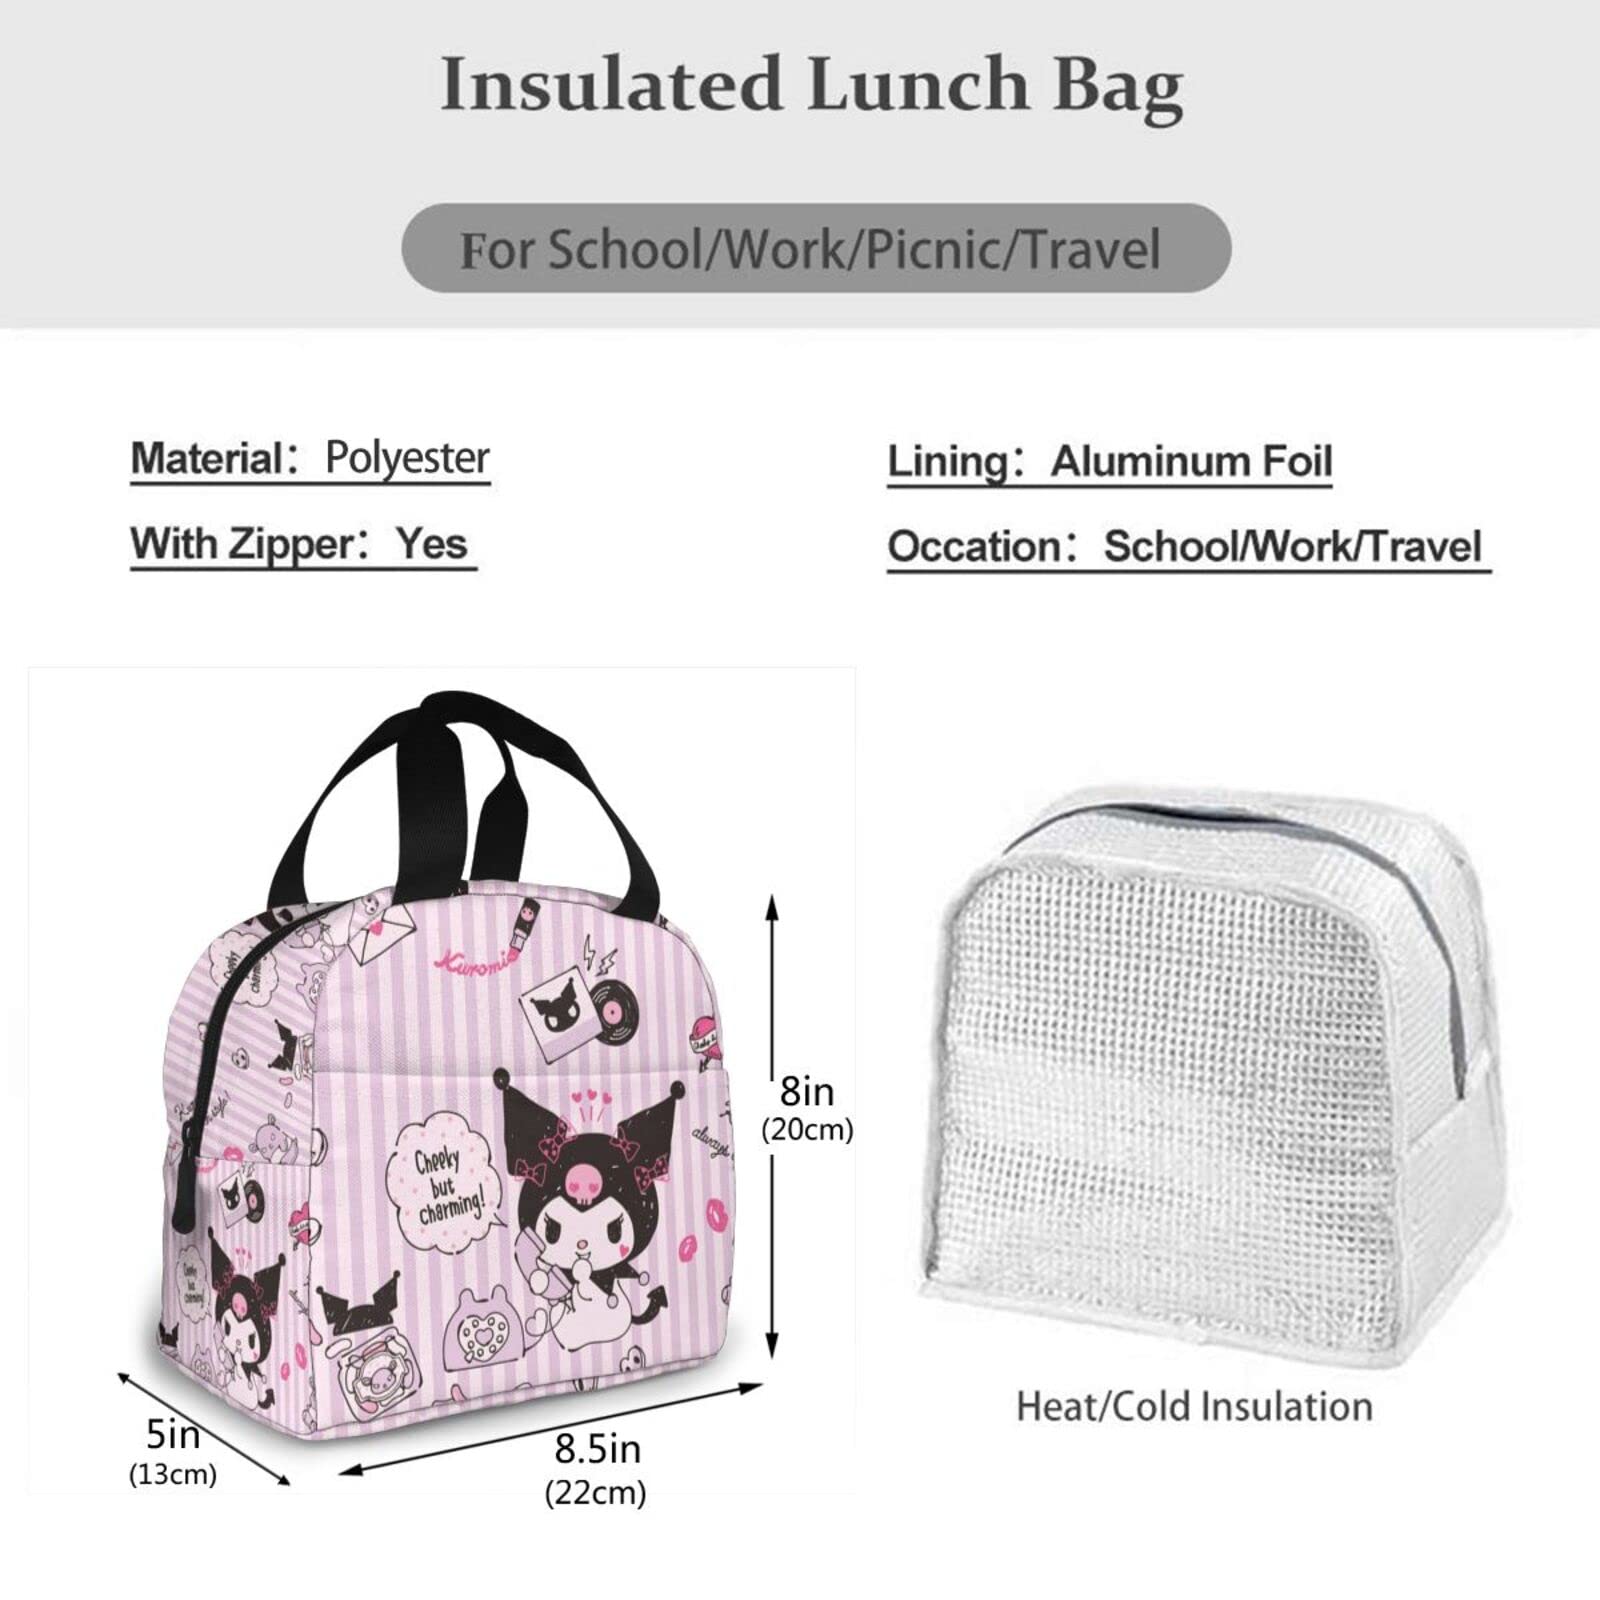 Insulated Lunch Bag
For School/Work/Picnic/Travel
Material: Polyester
Lining: Aluminum Foil
With Zipper: Yes
Occation: School/Work/Travel
Kuromi
Cheeky
but
charming!
always
8in
(20cm)
5in
(13cm)
8.5in
(22cm)
Heat/Cold Insulation